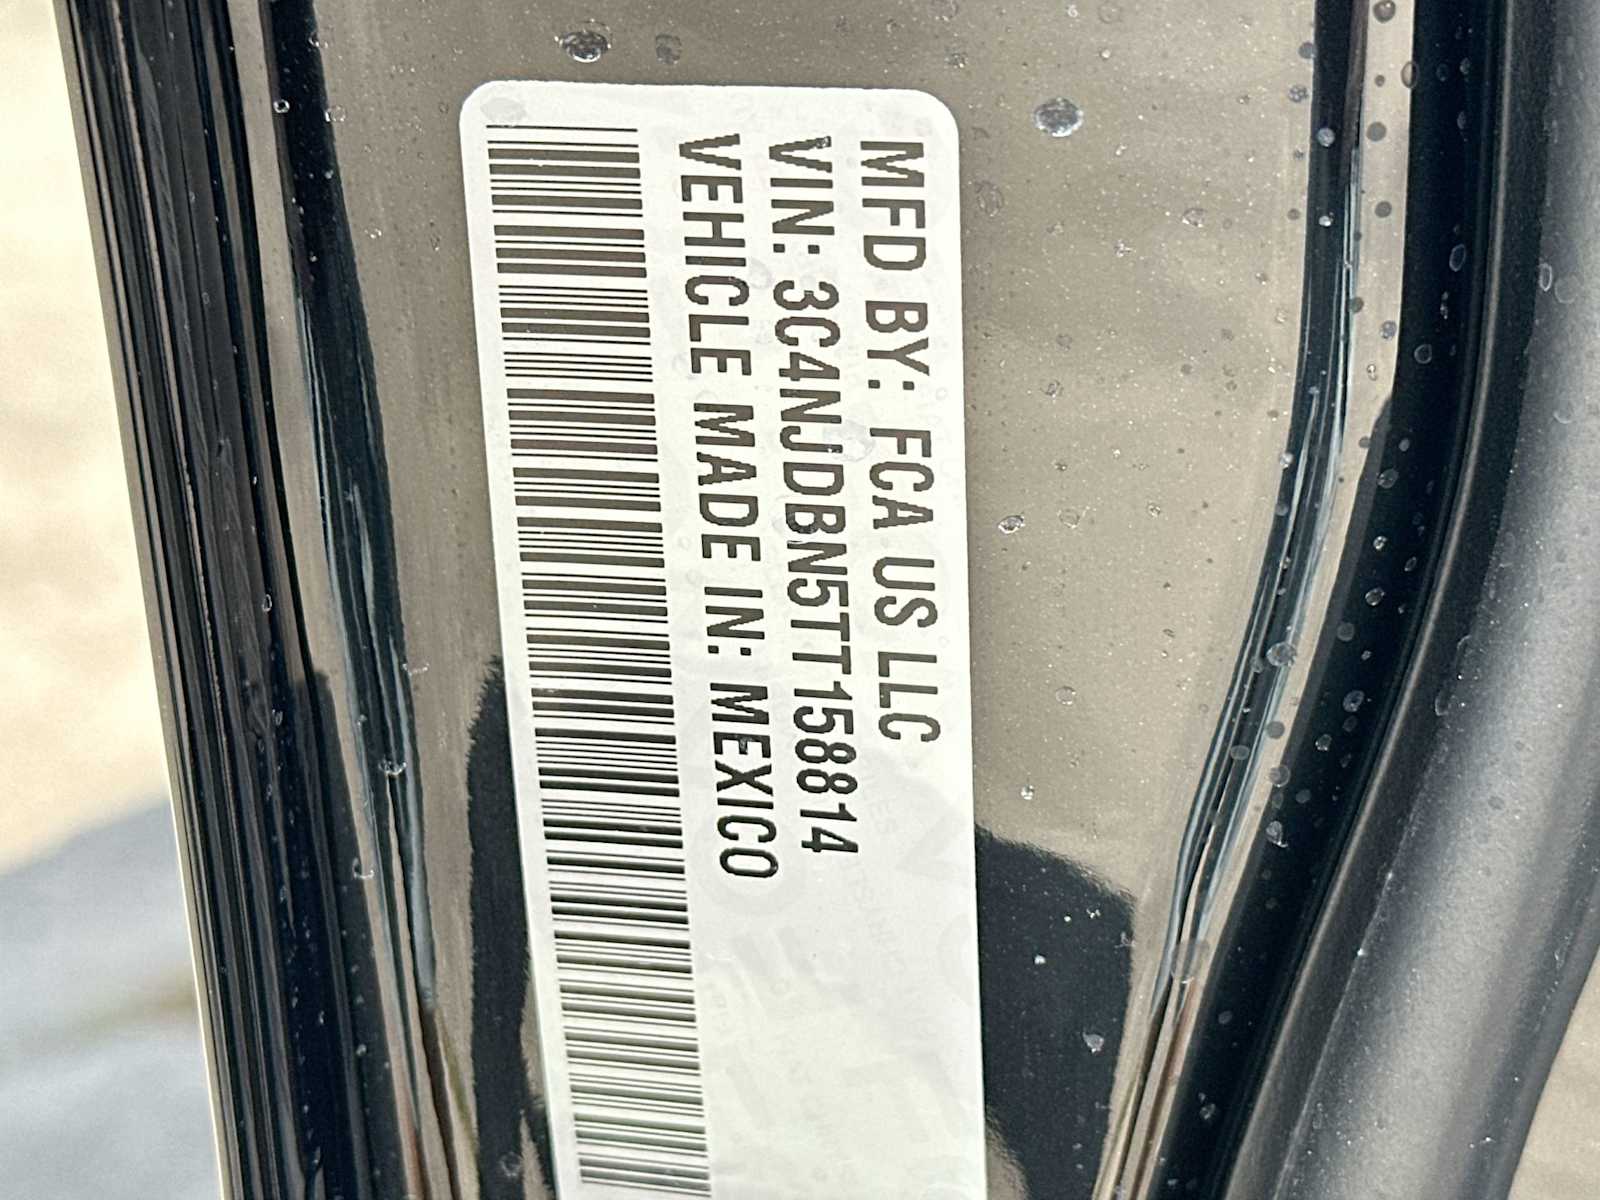 MFD BY: FCA US LLC
VIN: 3C4NJDBN5TT158814
VEHICLE MADE IN: MEXICO